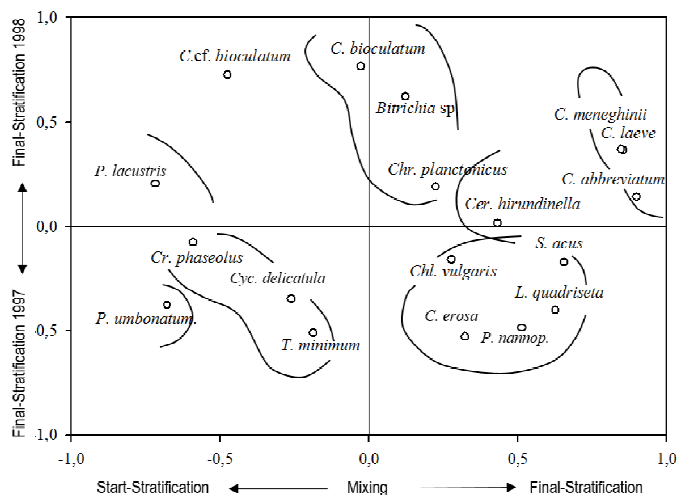 1,0
Final-Stratification 1998
C.cf. bioculatum
C. bioculatum
Bitrichia sp
C. meneghinii
0,5
C. laeve
P. lacustris
Chr. planctonicus
C. abbreviatum
Cer. hirundinella
0,0
Cr. phaseolus
S. acus
Cyc. delicatula
Chl. vulgaris
L. quadriseta
P. umbonatum.
C. erosa
-0,5
T. minimum
P. nannop.
Final-Stratification 1997
-1,0
-1,0
-0,5
0,0
0,5
1,0
Start-Stratification
Mixing
Final-Stratification